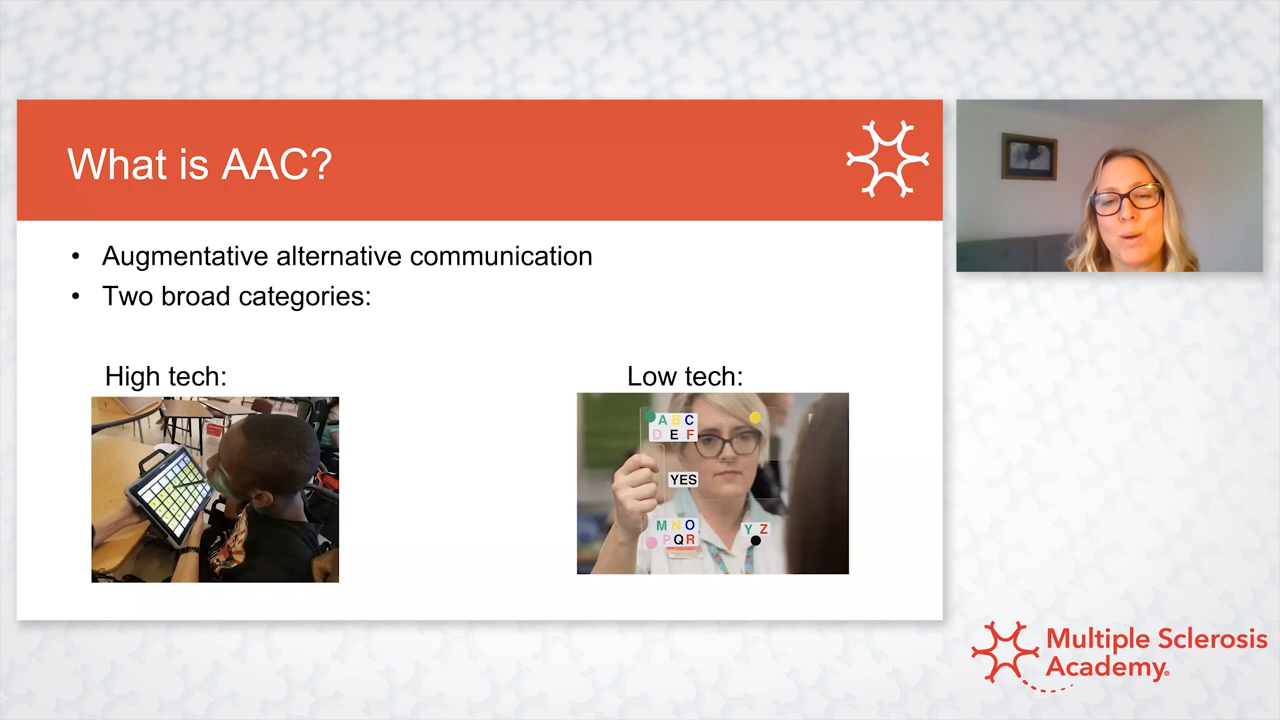 What is AAC?
• Augmentative alternative communication
• Two broad categories:
High tech:
Low tech:
A B C
D E F
YES
M N O
P Q R
Y Z
Multiple Sclerosis
Academy®